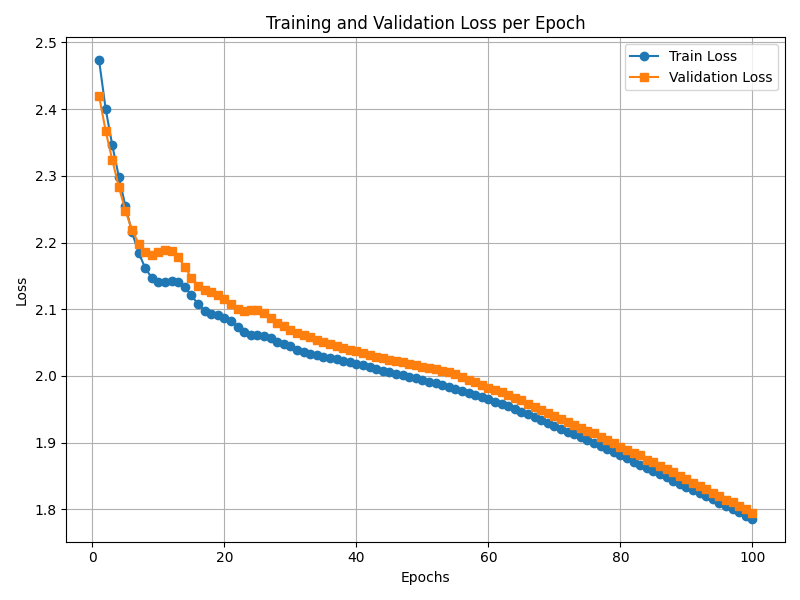 Training and Validation Loss per Epoch
Train Loss
Validation Loss
2.5
2.4
2.3
2.2
2.1
2.0
1.9
1.8
Loss
0
20
40
60
80
100
Epochs